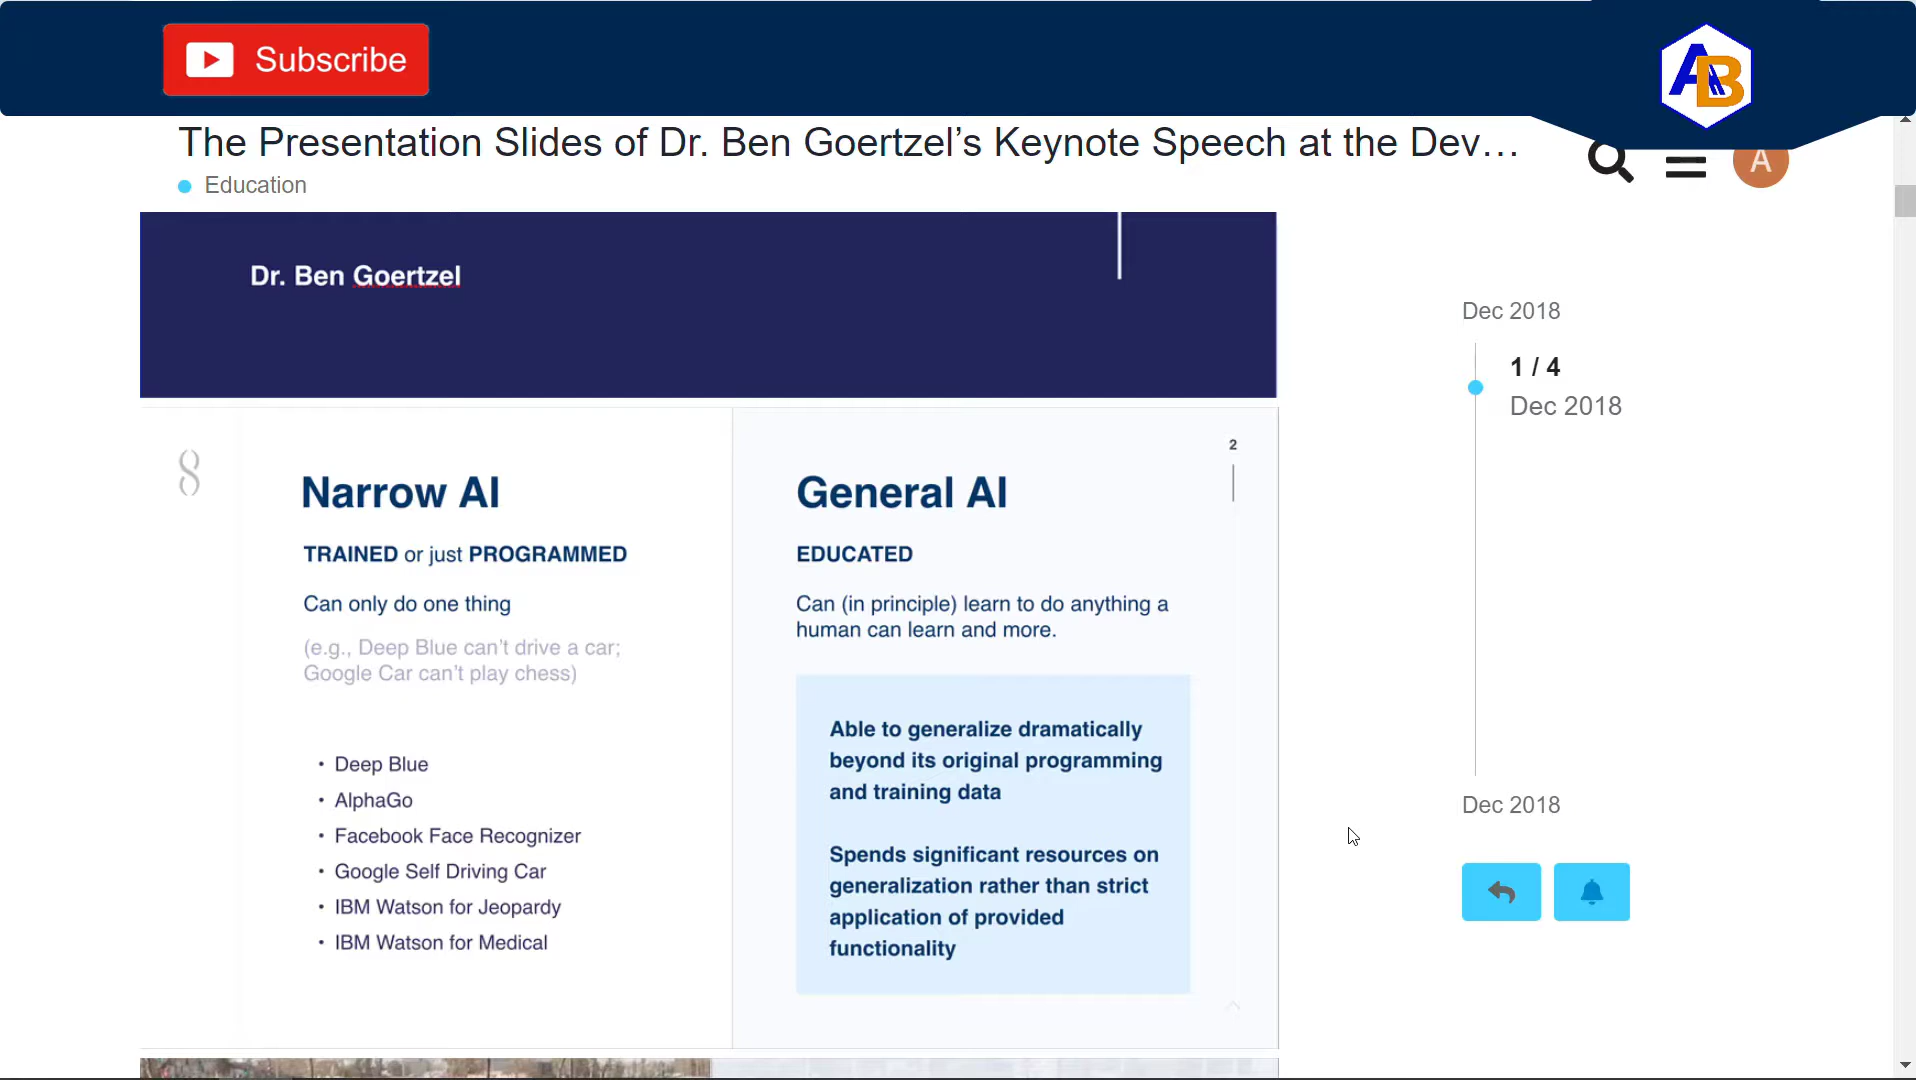 Subscribe
AB
The Presentation Slides of Dr. Ben Goertzel’s Keynote Speech at the Dev…
A
Education
Dr. Ben Goertzel
Dec 2018
1 / 4
Dec 2018
Dec 2018
2
Narrow AI
TRAINED or just PROGRAMMED
Can only do one thing
(e.g., Deep Blue can’t drive a car;
Google Car can’t play chess)
• Deep Blue
• AlphaGo
• Facebook Face Recognizer
• Google Self Driving Car
• IBM Watson for Jeopardy
• IBM Watson for Medical
General AI
EDUCATED
Can (in principle) learn to do anything a
human can learn and more.
Able to generalize dramatically
beyond its original programming
and training data
Spends significant resources on
generalization rather than strict
application of provided
functionality